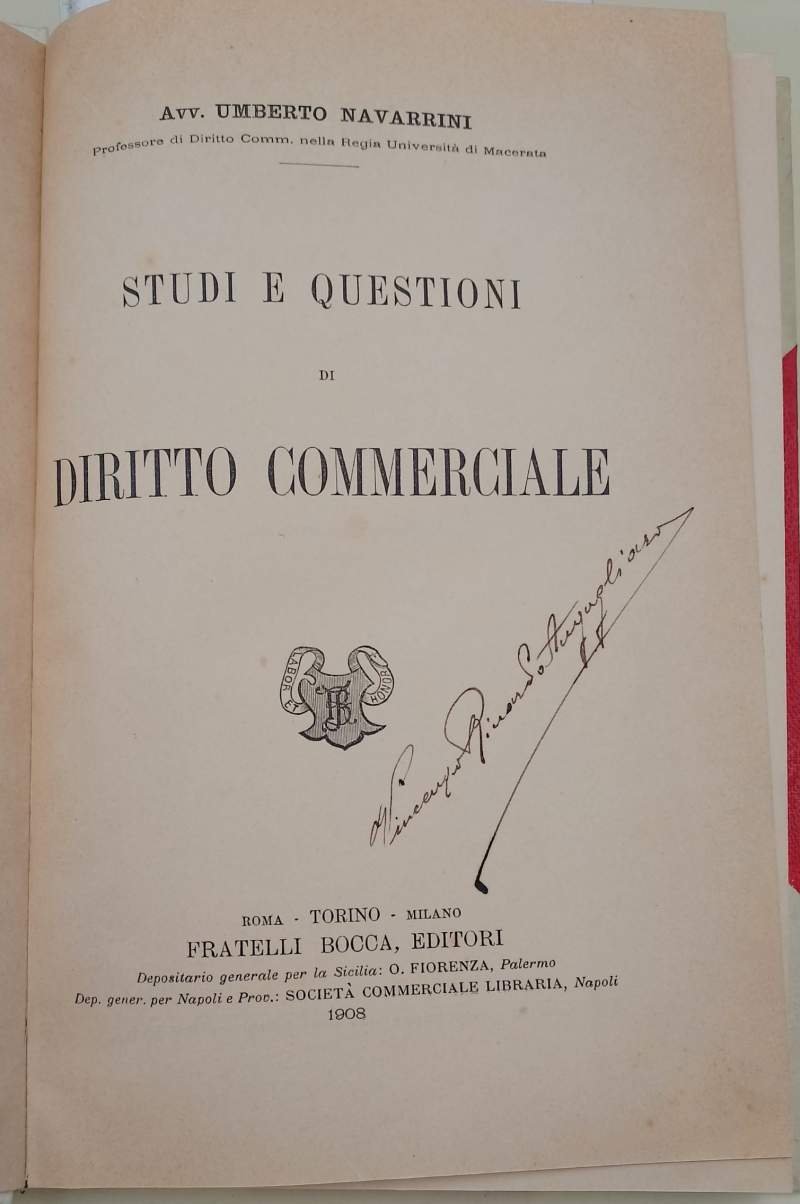 Avv. UMBERTO NAVARRINI
Professore di Diritto Comm. nella Regia Università di Macerata
STUDI E QUESTIONI
DI
DIRITTO COMMERCIALE
LABOR ET HONOR
Vincenzo
ROMA - TORINO - MILANO
FRATELLI BOCCA, EDITORI
Depositario generale per la Sicilia: O. FIORENZA, Palermo
Dep. gener. per Napoli e Prov.: SOCIETÀ COMMERCIALE LIBRARIA, Napoli
1908